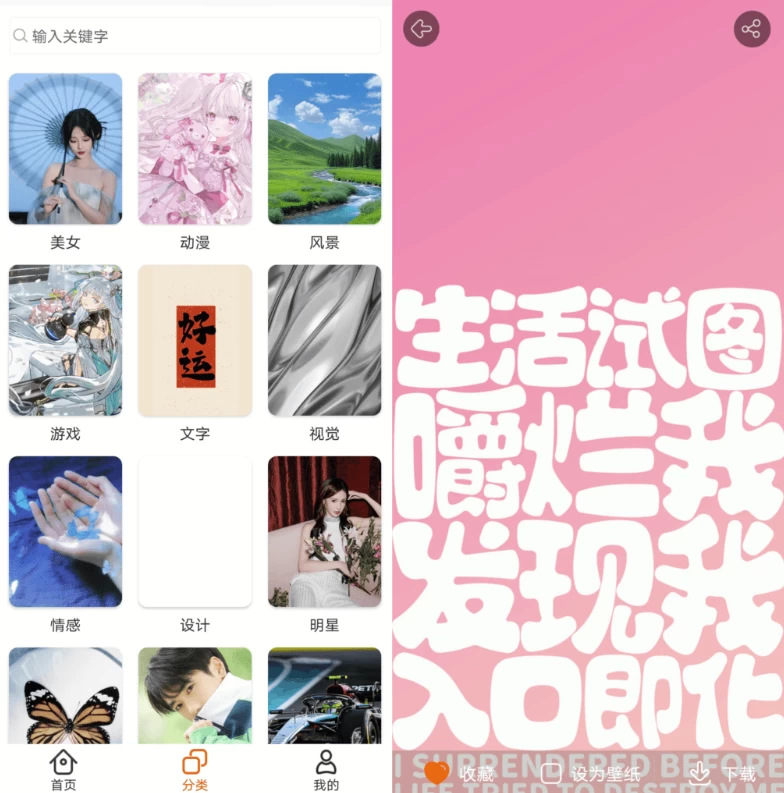 输入关键字
美女
动漫
风景
好
运
游戏
文字
视觉
情感
设计
明星
首页
分类
我的
生活试图
嚼烂我
发现我
入口即化
I SURRENDERED BEFORE
LIFE TRIED TO DESTROY ME
收藏
设为壁纸
下载